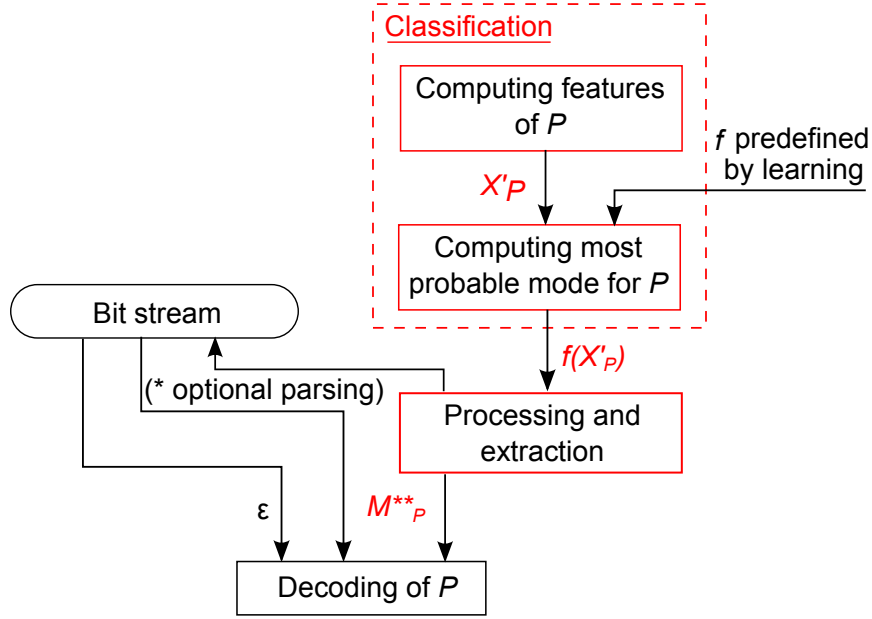 Classification
Computing features
of P
f predefined
by learning
X'P
Computing most
probable mode for P
Bit stream
f(X'P)
(* optional parsing)
Processing and
extraction
ε
M**P
Decoding of P